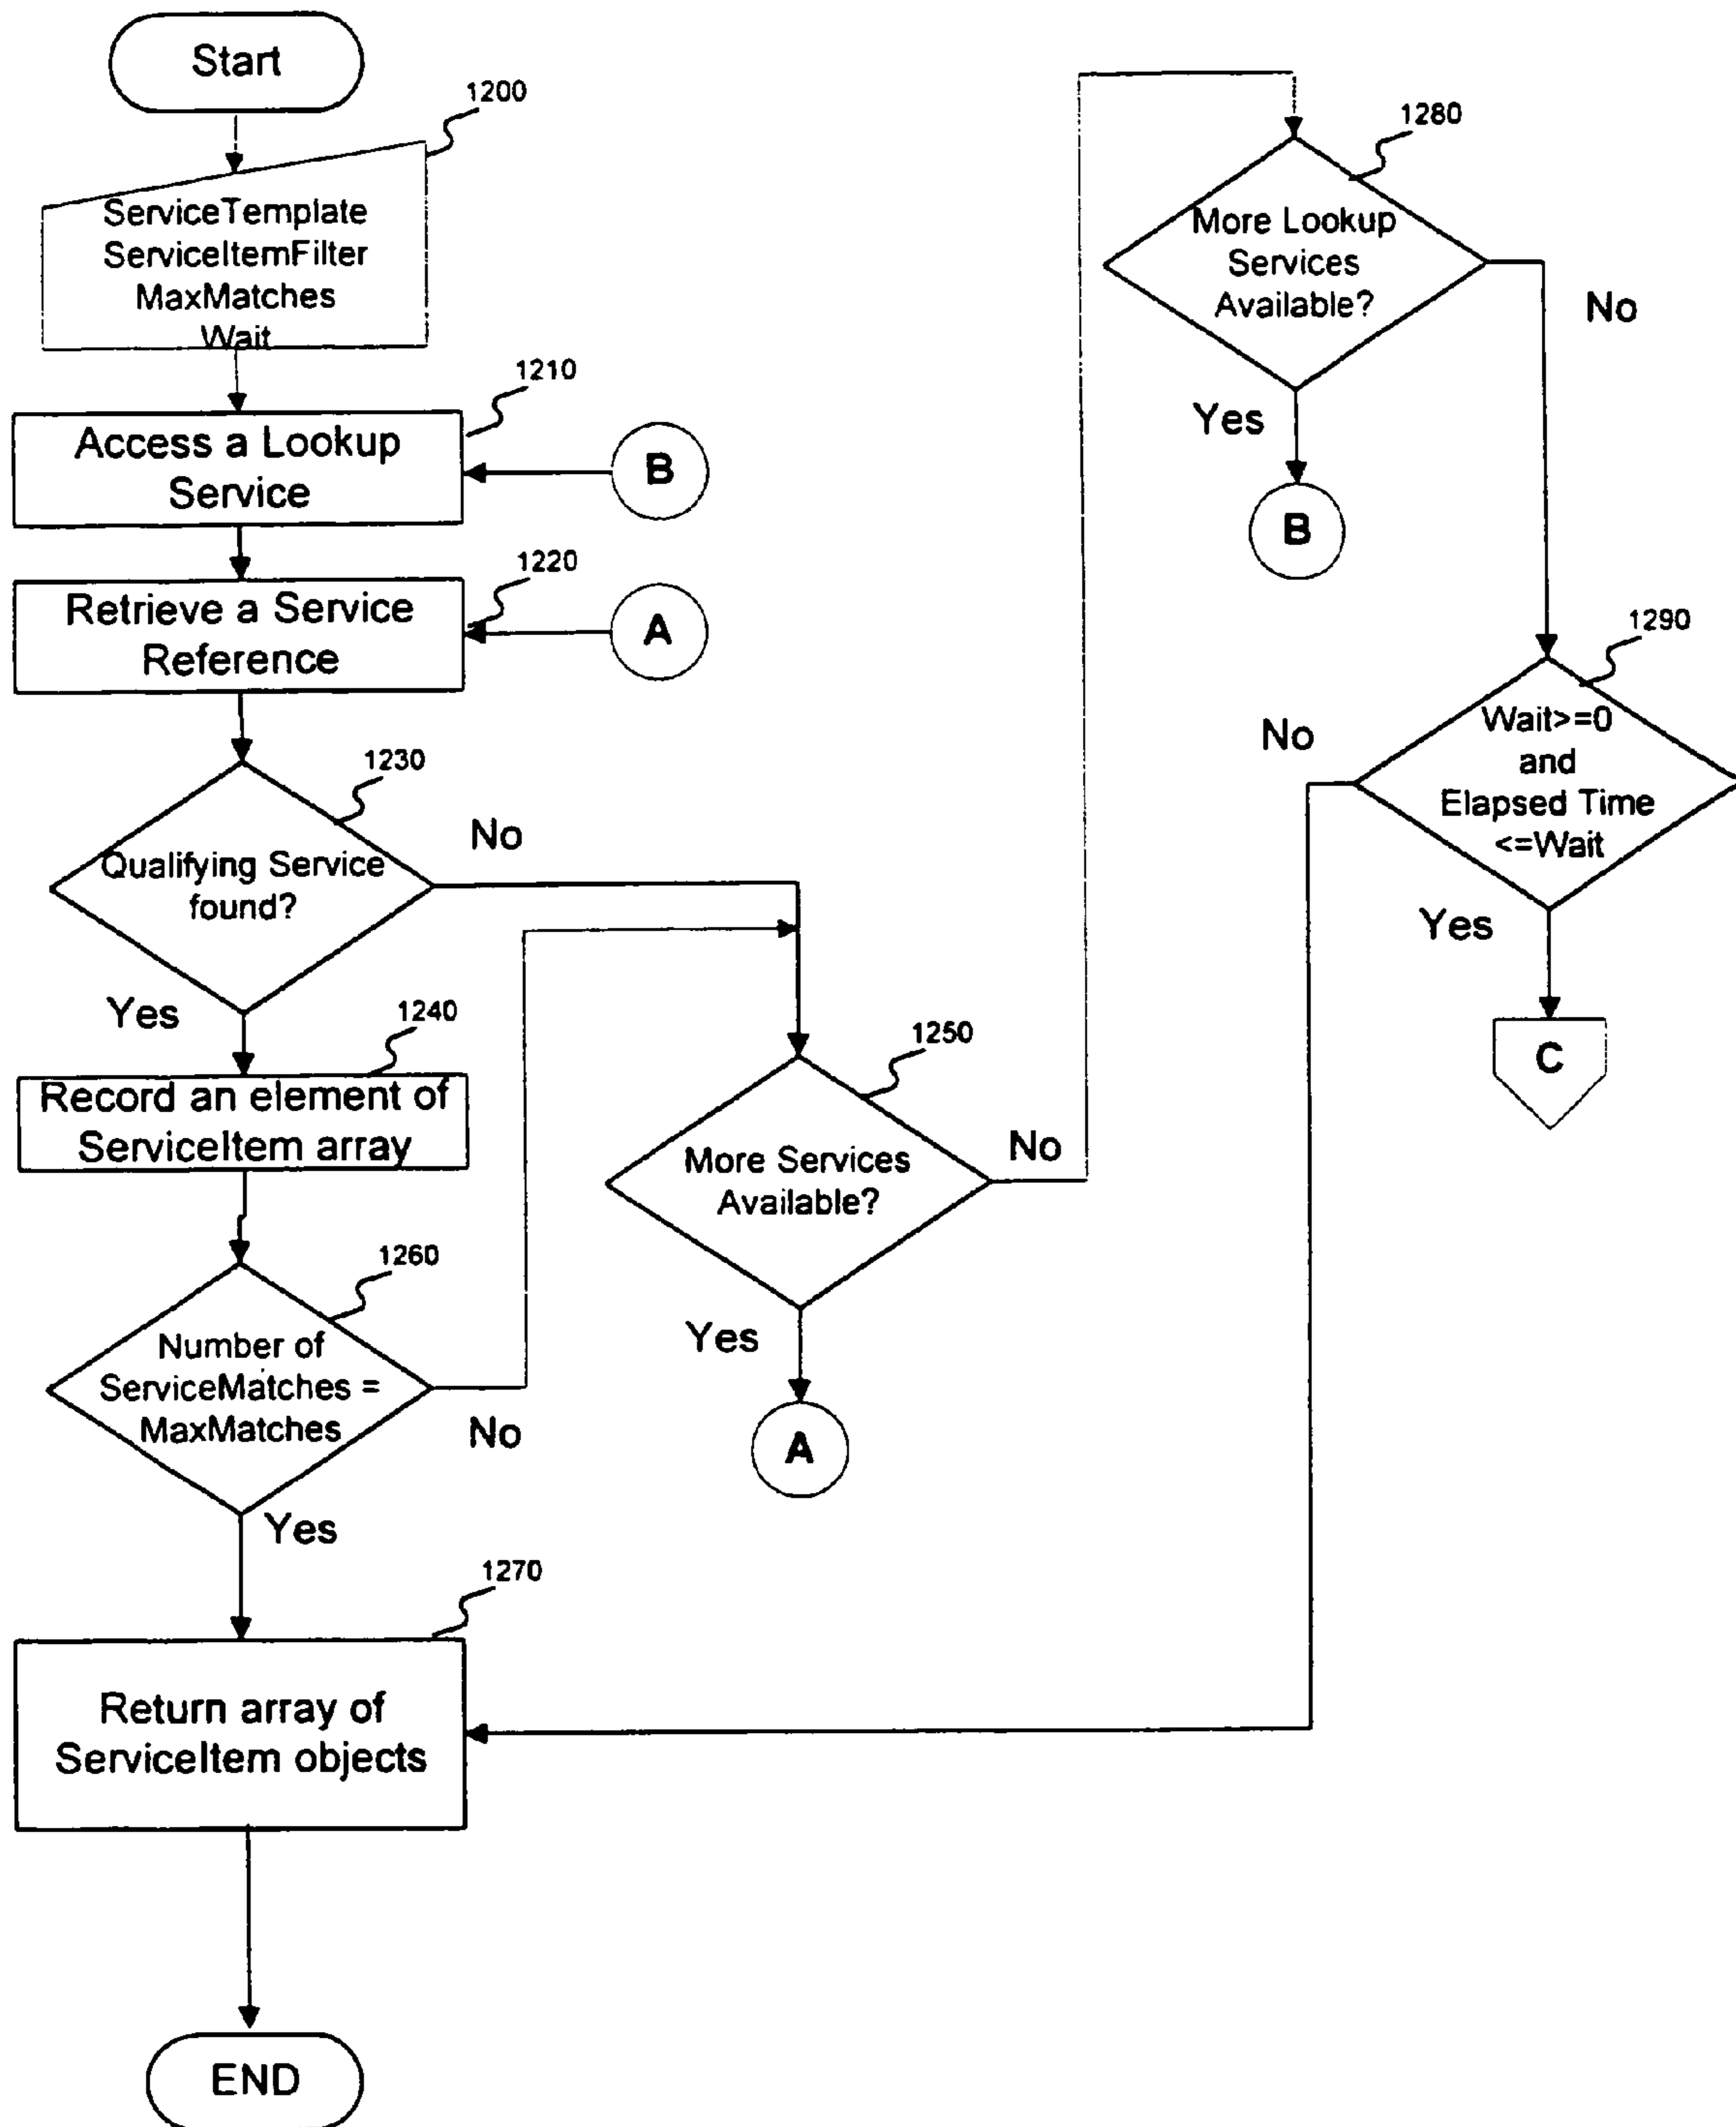 Start
1200
ServiceTemplate
ServiceItemFilter
MaxMatches
Wait
1210
Access a Lookup
Service
B
1220
Retrieve a Service
Reference
A
1230
Qualifying Service
found?
No
Yes
1240
Record an element of
ServiceItem array
1260
Number of
ServiceMatches =
MaxMatches
No
Yes
1270
Return array of
ServiceItem objects
END
1250
More Services
Available?
No
Yes
A
1280
More Lookup
Services
Available?
No
Yes
B
1290
Wait>=0
and
Elapsed Time
<=Wait
No
Yes
C